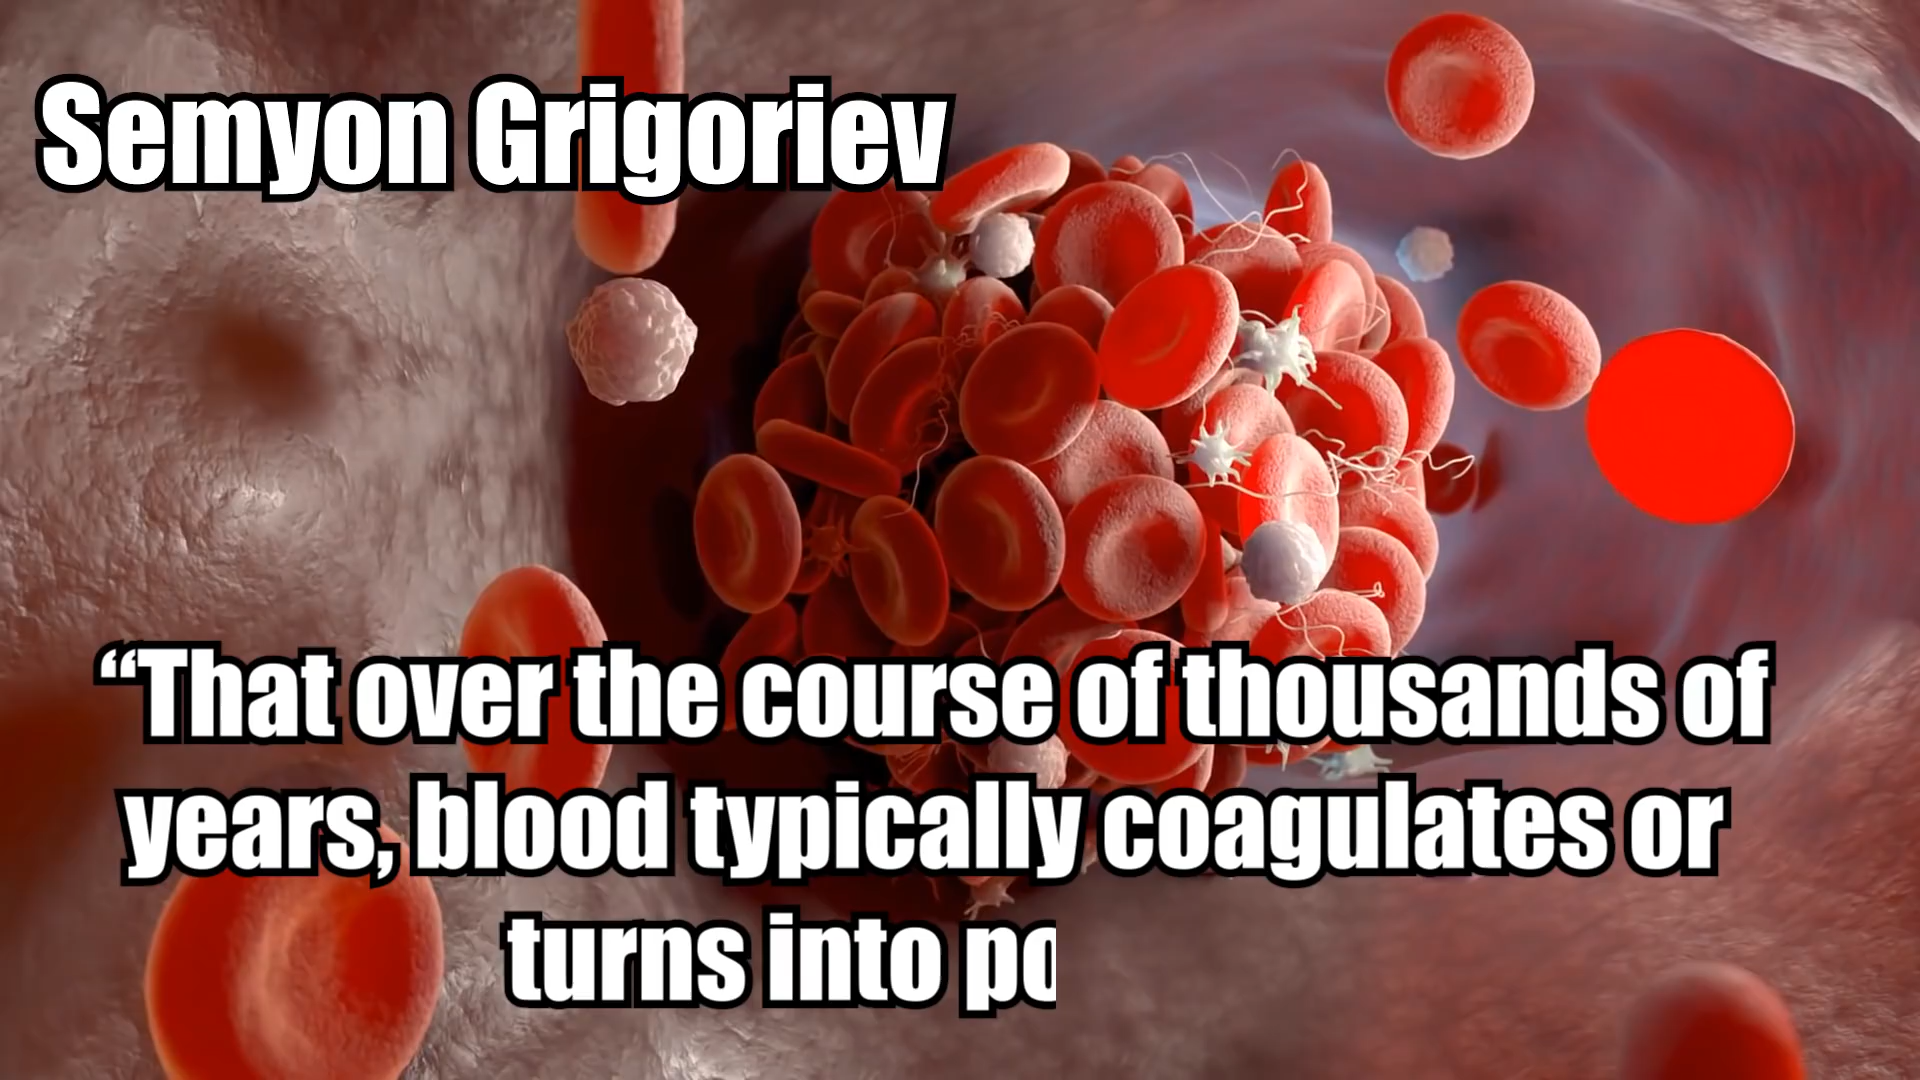 Semyon Grigoriev
“That over the course of thousands of
years, blood typically coagulates or
turns into